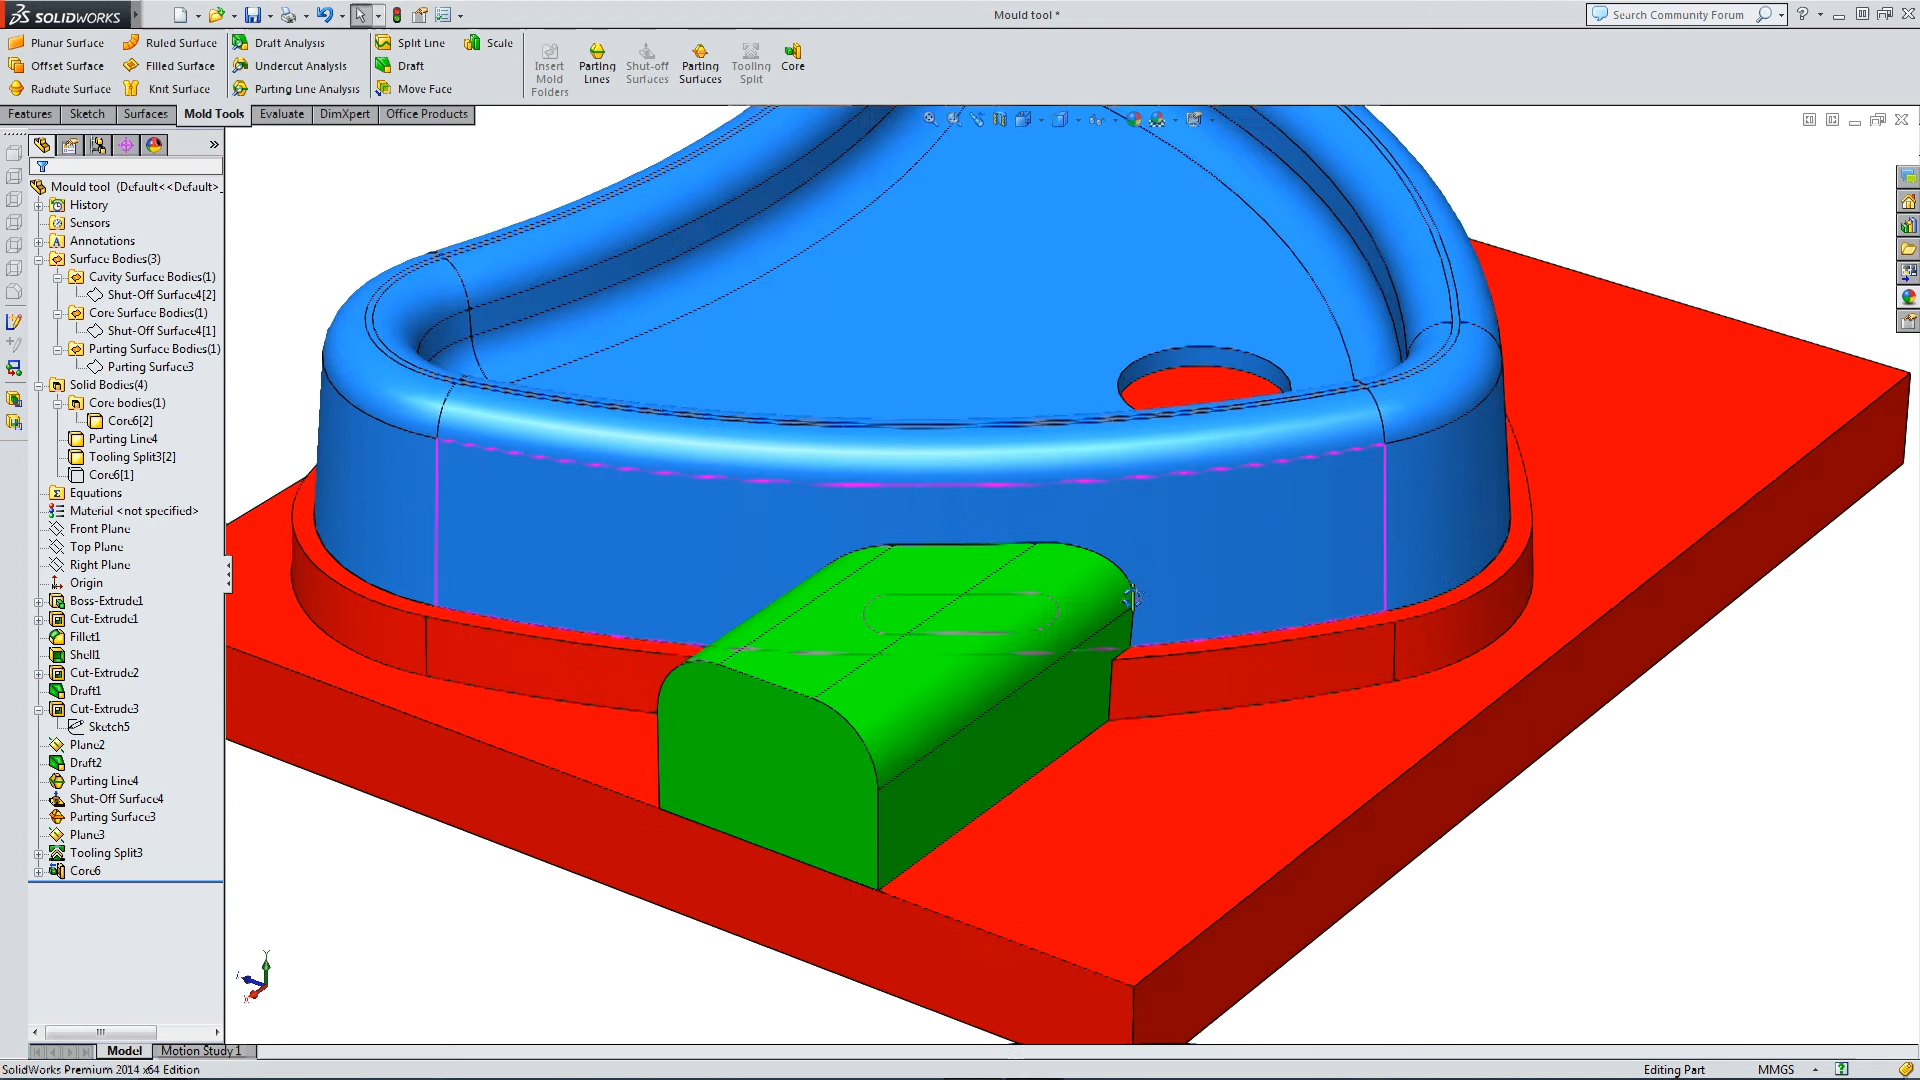 SOLIDWORKS
Mould tool *
Search Community Forum
Planar Surface
Ruled Surface
Draft Analysis
Split Line
Scale
Offset Surface
Filled Surface
Undercut Analysis
Draft
Radiate Surface
Knit Surface
Parting Line Analysis
Move Face
Insert Mold Folders
Parting Lines
Shut-off Surfaces
Parting Surfaces
Tooling Split
Core
Features
Sketch
Surfaces
Mold Tools
Evaluate
DimXpert
Office Products
Mould tool (Default<<Default>_
History
Sensors
Annotations
Surface Bodies(3)
Cavity Surface Bodies(1)
Shut-Off Surface4[2]
Core Surface Bodies(1)
Shut-Off Surface4[1]
Parting Surface Bodies(1)
Parting Surface3
Solid Bodies(4)
Core bodies(1)
Core6[2]
Parting Line4
Tooling Split3[2]
Core6[1]
Equations
Material <not specified>
Front Plane
Top Plane
Right Plane
Origin
Boss-Extrude1
Cut-Extrude1
Fillet1
Shell1
Cut-Extrude2
Draft1
Cut-Extrude3
Sketch5
Plane2
Draft2
Parting Line4
Shut-Off Surface4
Parting Surface3
Plane3
Tooling Split3
Core6
Y
Model
Motion Study 1
SolidWorks Premium 2014 x64 Edition
Editing Part
MMGS